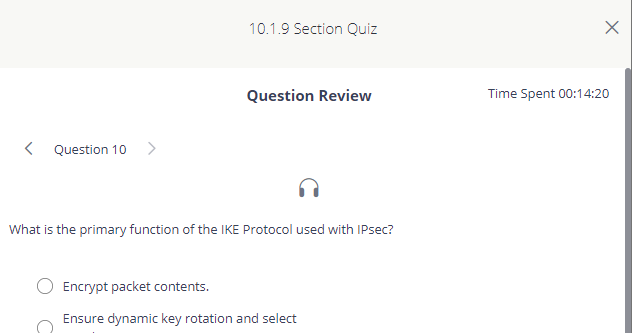 10.1.9 Section Quiz
Question Review
Time Spent 00:14:20
Question 10
What is the primary function of the IKE Protocol used with IPsec?
Encrypt packet contents.
Ensure dynamic key rotation and select